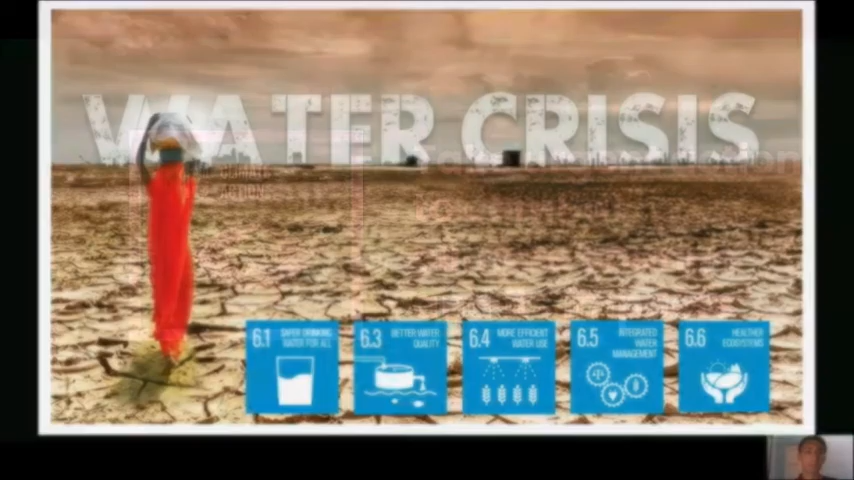 WATER CRISIS
6.1 SAFER DRINKING
WATER FOR ALL
6.3 BETTER WATER
QUALITY
6.4 MORE EFFICIENT
WATER USE
6.5 INTEGRATED
WATER
MANAGEMENT
6.6 HEALTHIER
ECOSYSTEMS